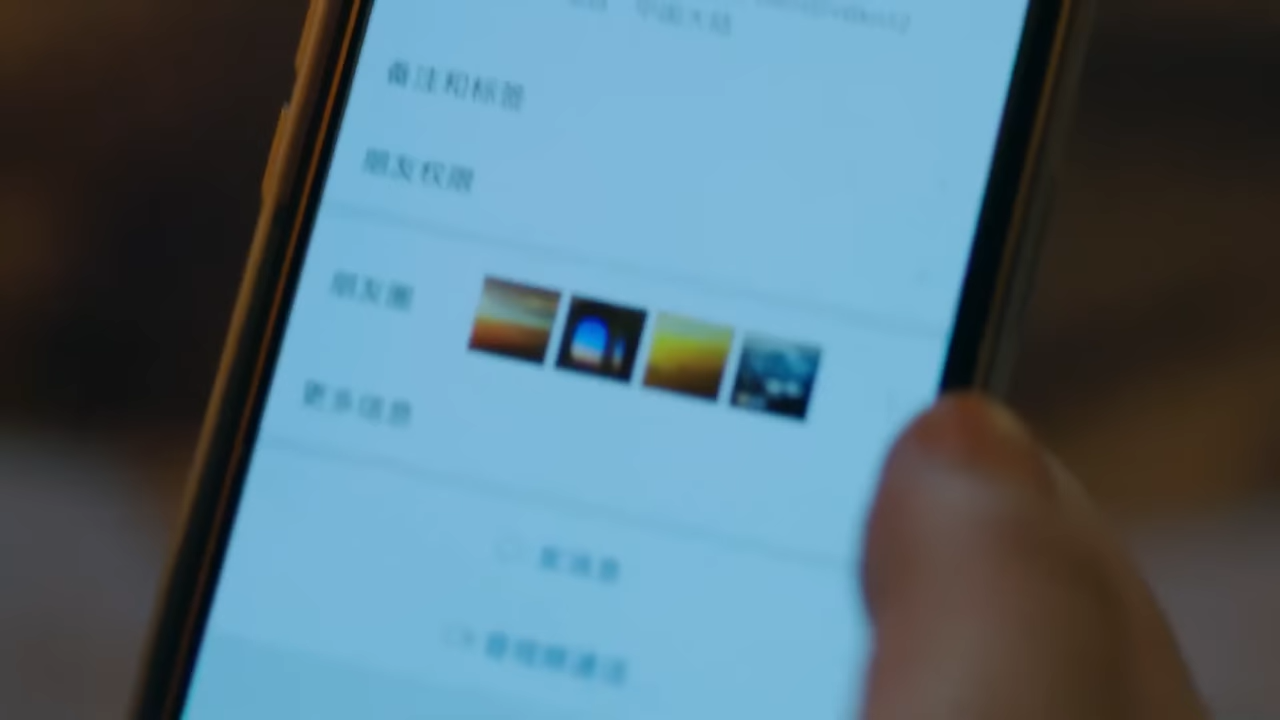 备注和标签
朋友权限
朋友圈
更多信息
发消息
音视频通话